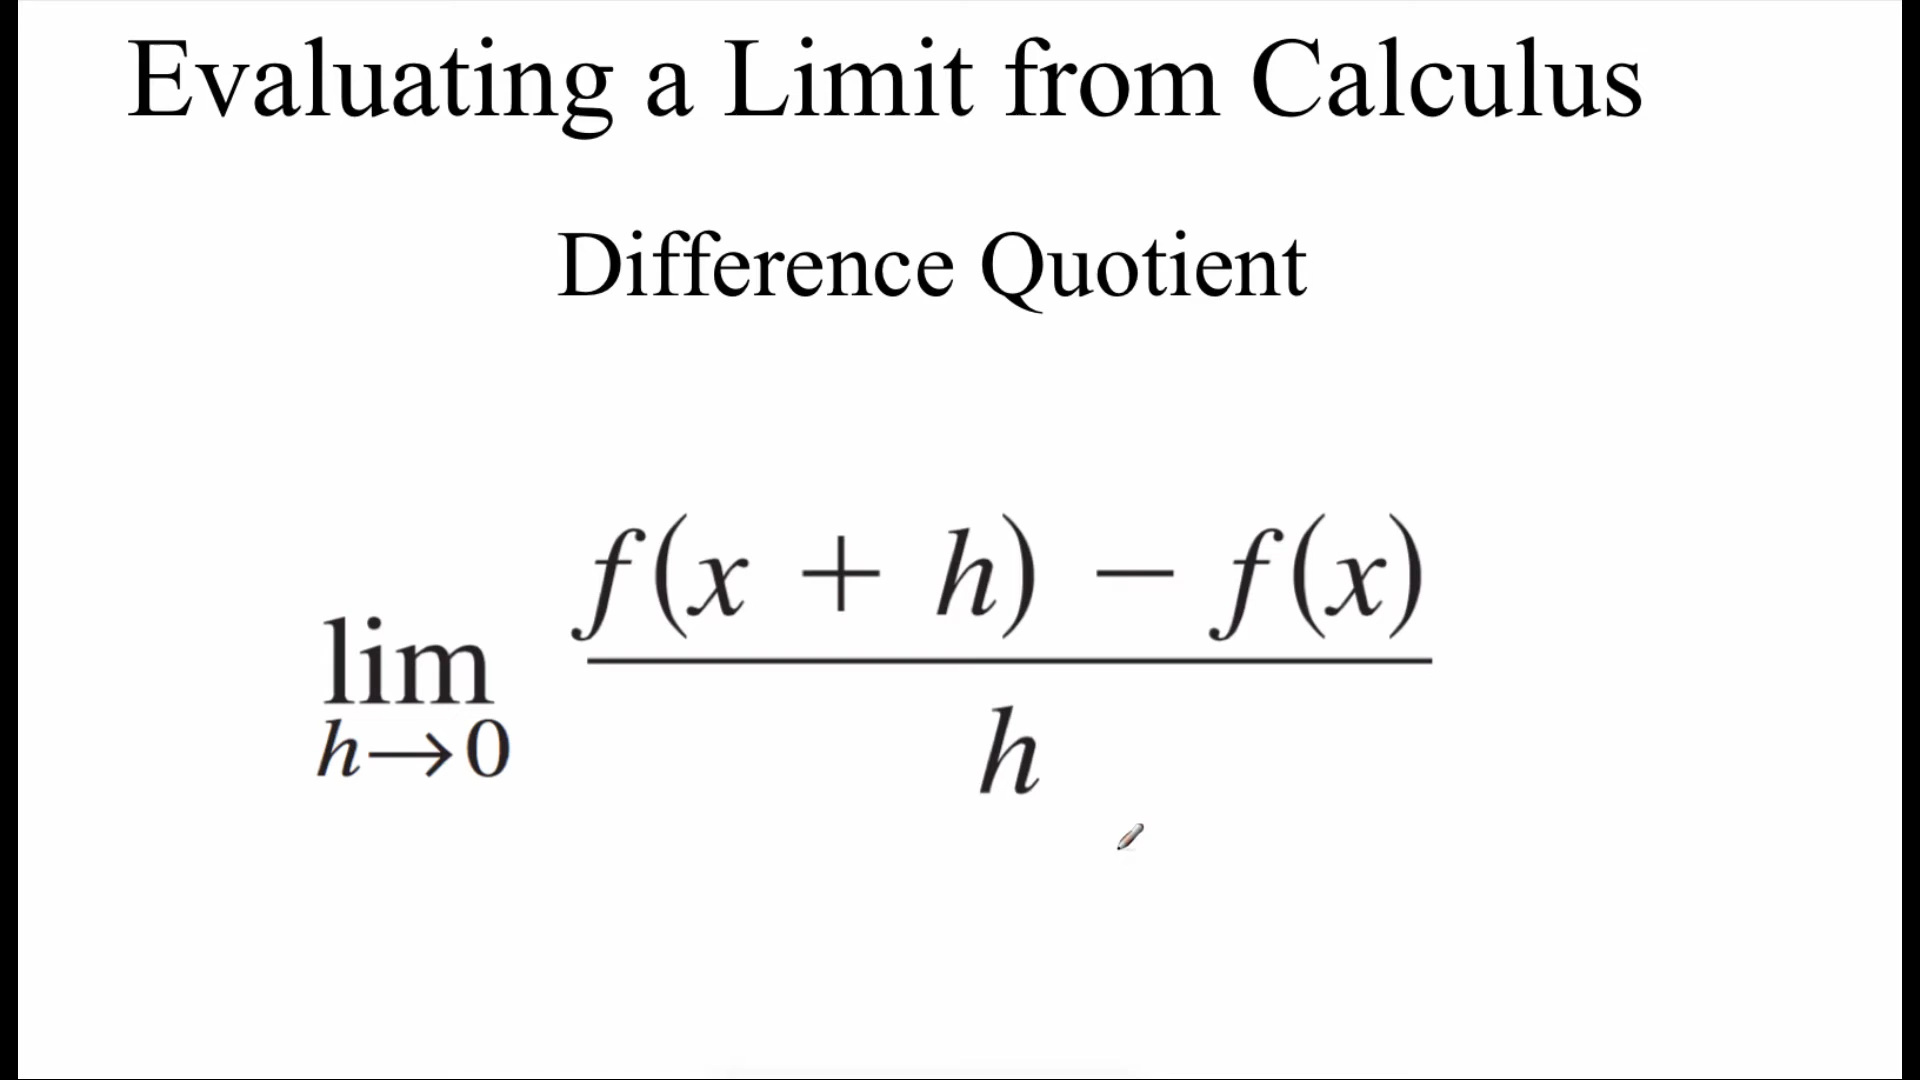 Evaluating a Limit from Calculus
Difference Quotient
f(x + h) − f(x)
lim
h→0
h